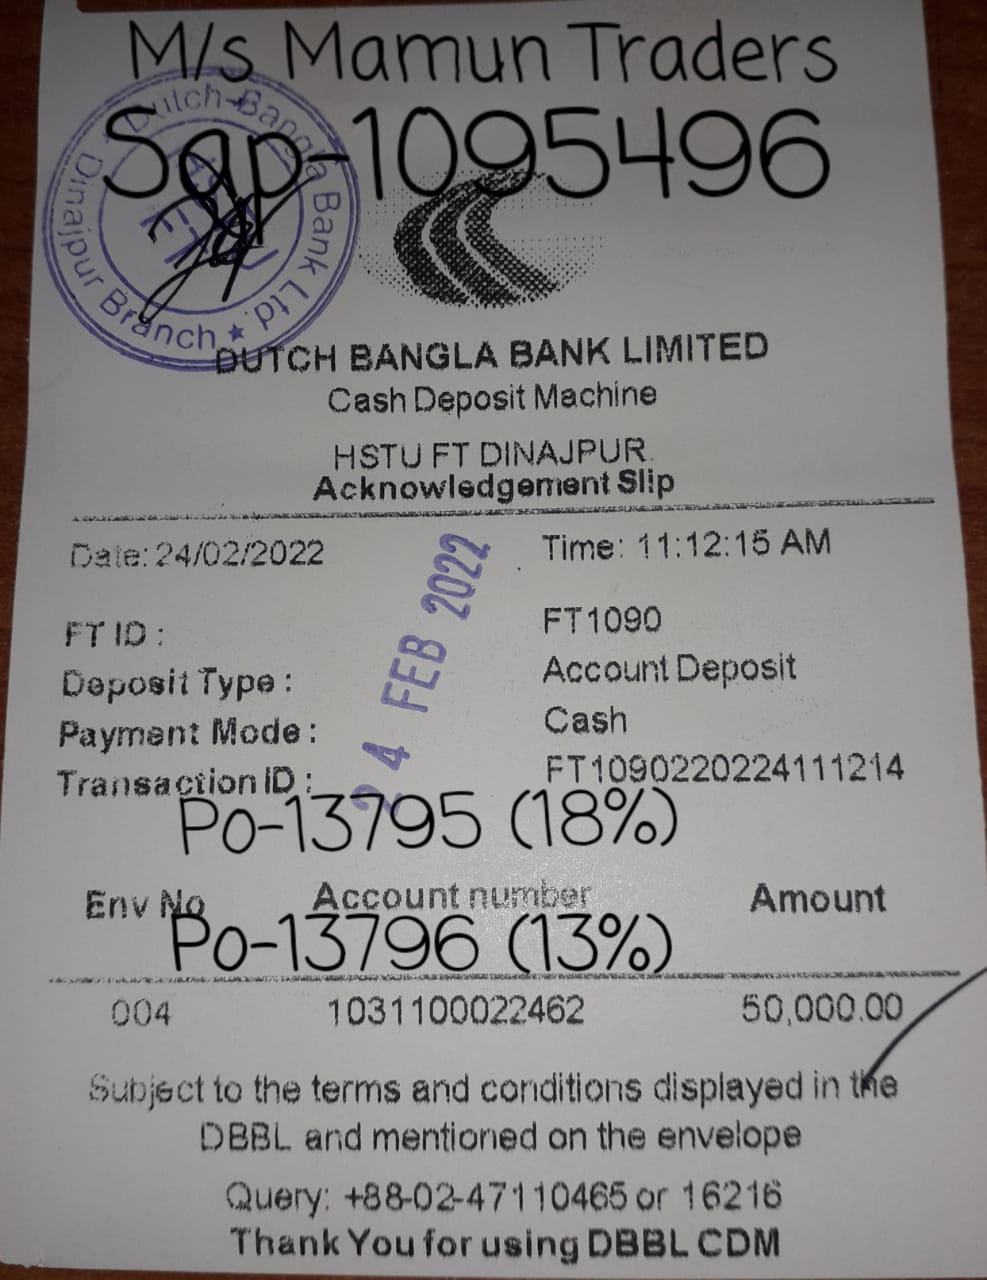 M/s Mamun Traders
Sap-1095496
Dutch-Bangla Bank Ltd.
Dinajpur Branch
DUTCH BANGLA BANK LIMITED
Cash Deposit Machine
HSTU FT DINAJPUR
Acknowledgement Slip
Date: 24/02/2022 Time: 11:12:15 AM
24 FEB 2022
FT ID : FT1090
Deposit Type : Account Deposit
Payment Mode : Cash
Transaction ID : FT1090220224111214
Po-13795 (18%)
Env No Account number Amount
Po-13796 (13%)
004 1031100022462 50,000.00
Subject to the terms and conditions displayed in the
DBBL and mentioned on the envelope
Query: +88-02-47110465 or 16216
Thank You for using DBBL CDM